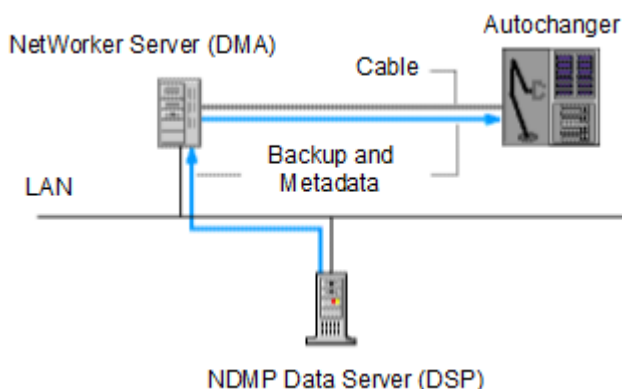 Autochanger
NetWorker Server (DMA)
Cable
Backup and
Metadata
LAN
NDMP Data Server (DSP)